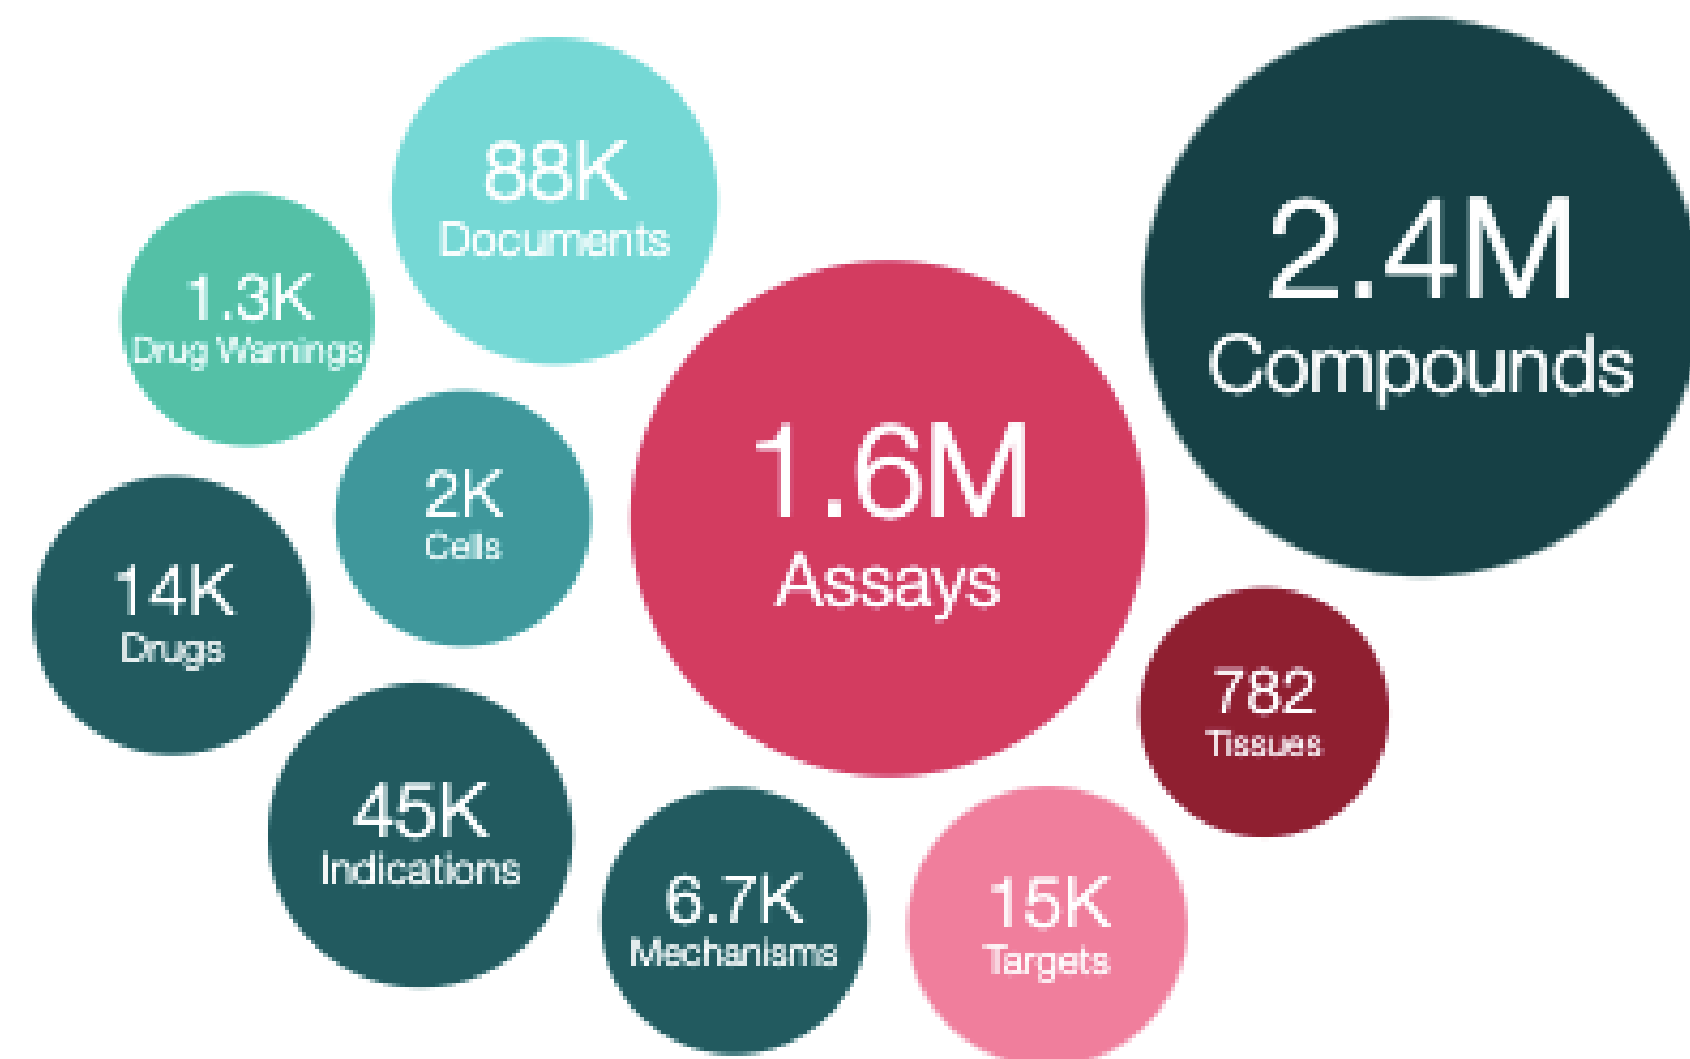 88K
Documents
2.4M
Compounds
1.3K
Drug Warnings
1.6M
Assays
2K
Cells
14K
Drugs
782
Tissues
45K
Indications
6.7K
Mechanisms
15K
Targets